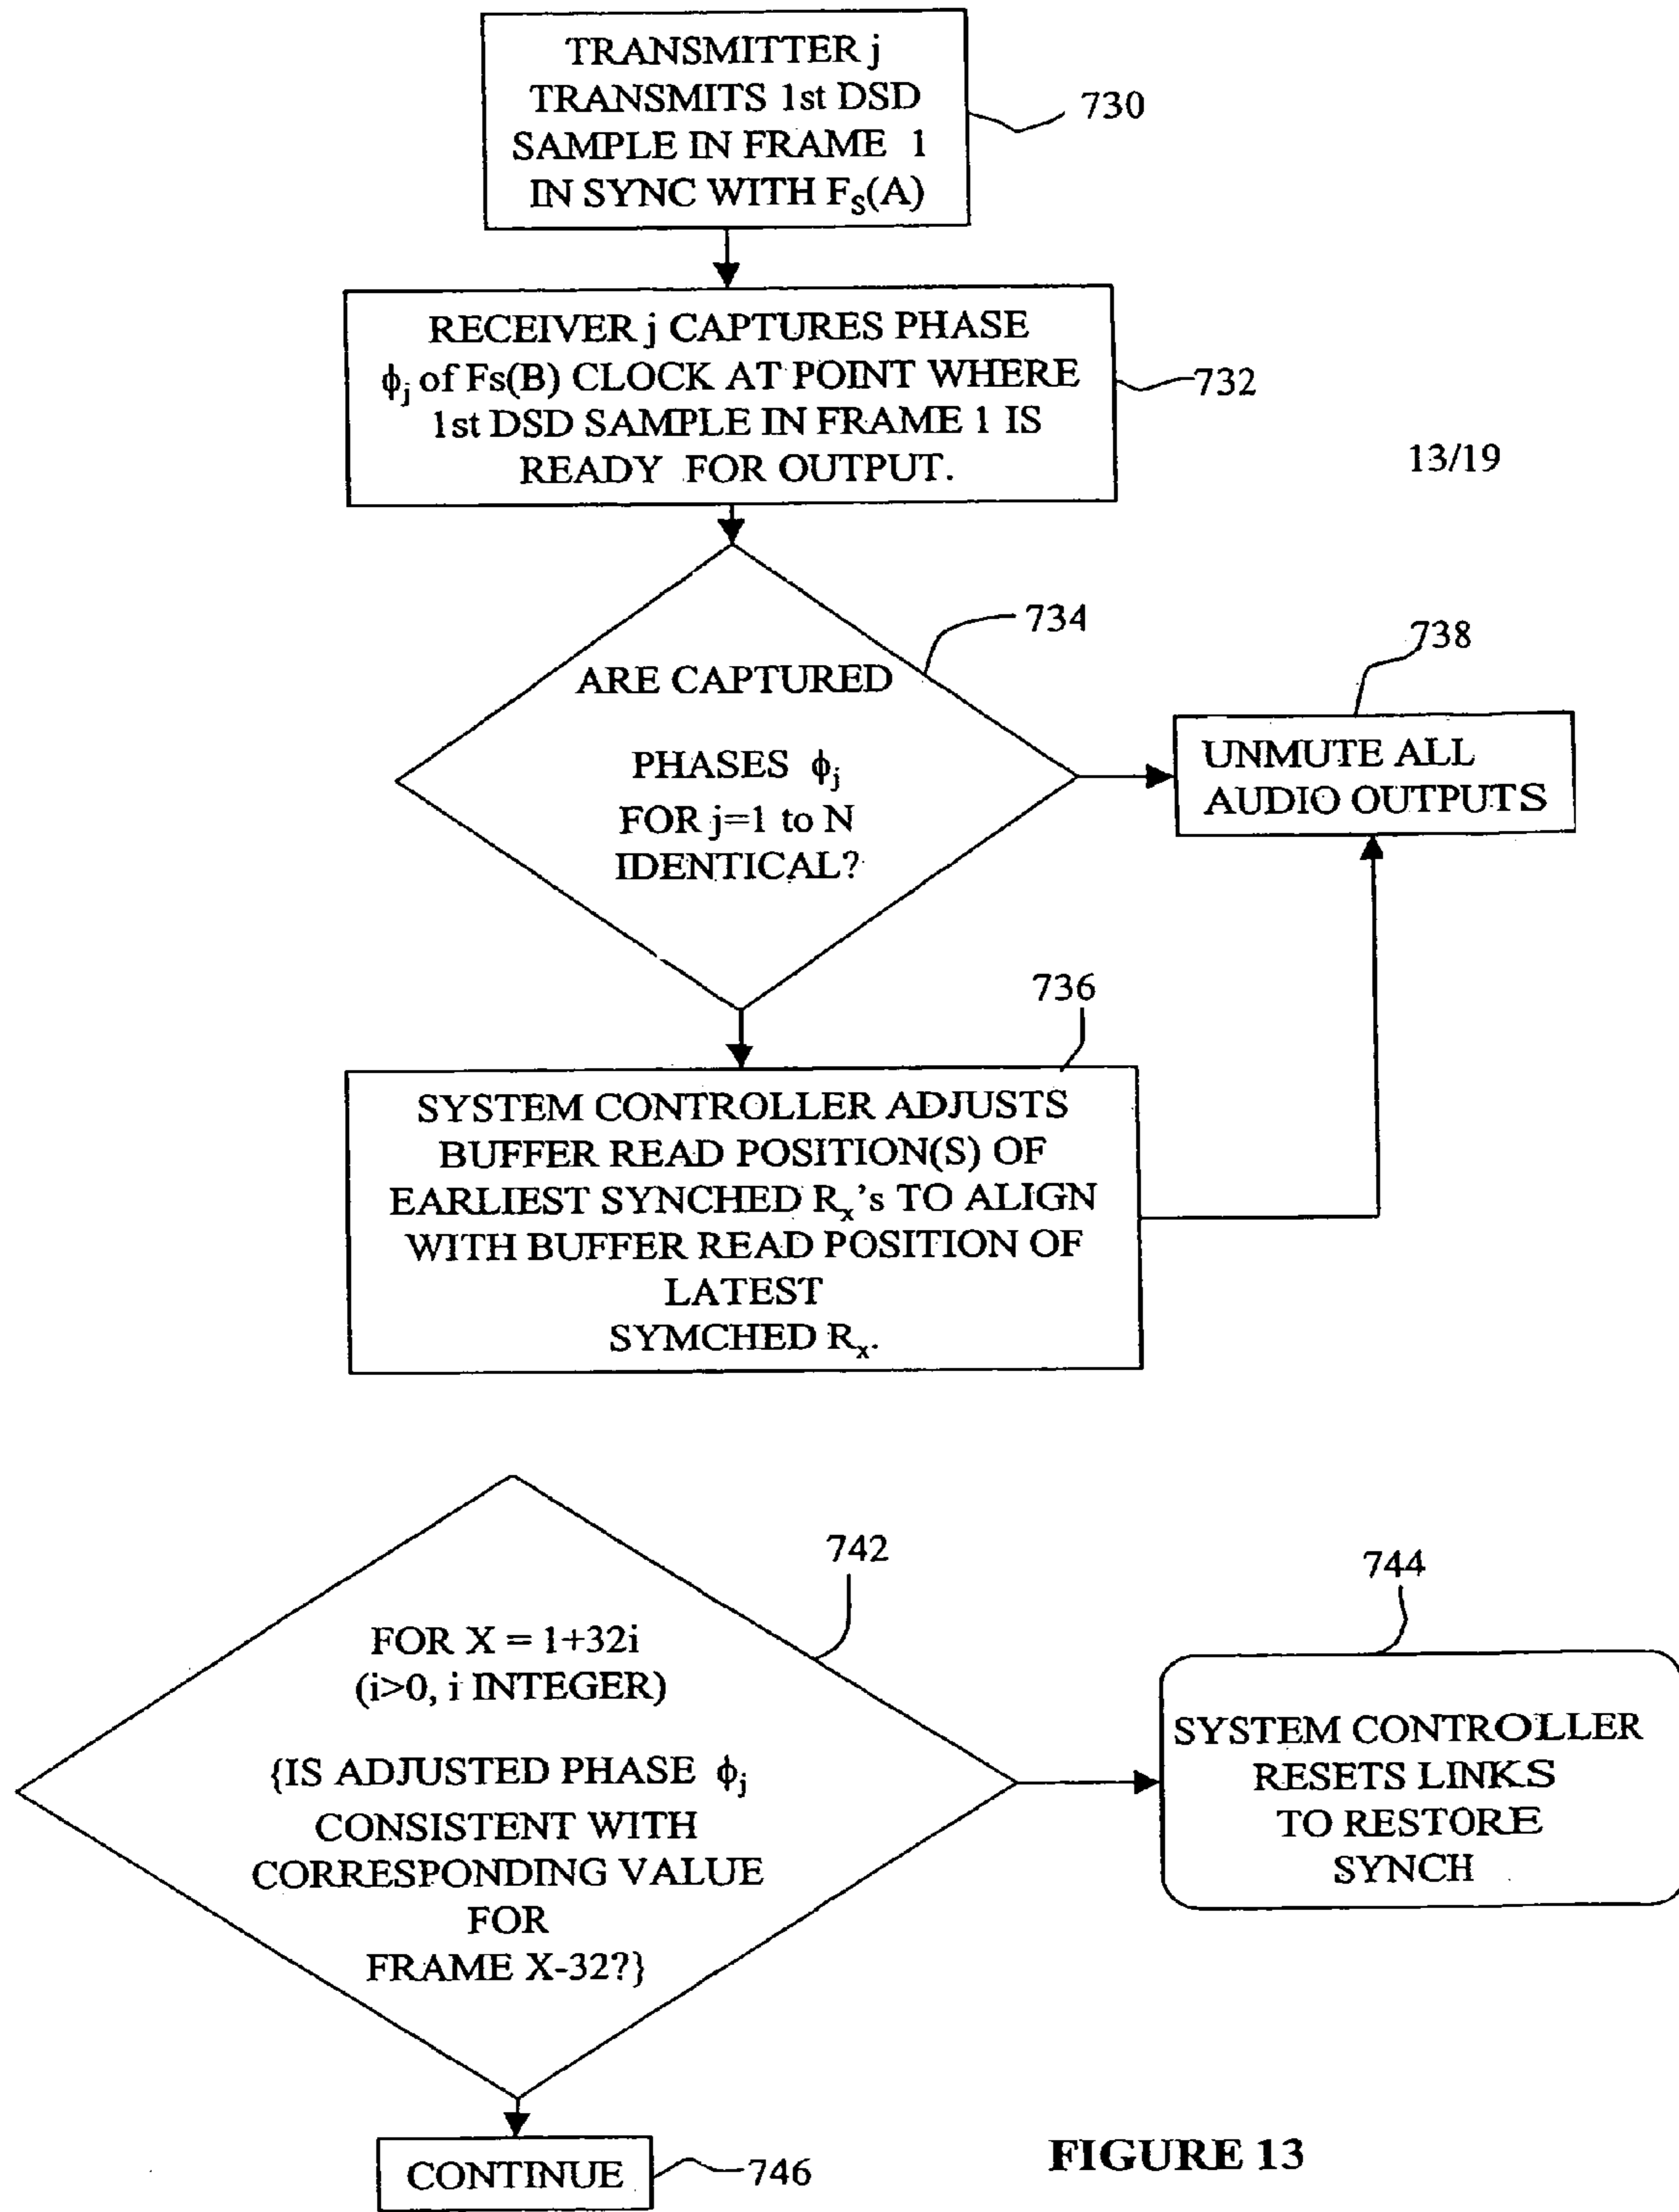 TRANSMITTER j
TRANSMITS 1st DSD
SAMPLE IN FRAME 1
IN SYNC WITH FS(A)
730
RECEIVER j CAPTURES PHASE
ϕj of Fs(B) CLOCK AT POINT WHERE
1st DSD SAMPLE IN FRAME 1 IS
READY FOR OUTPUT.
732
13/19
ARE CAPTURED
PHASES ϕj
FOR j=1 to N
IDENTICAL?
734
738
UNMUTE ALL
AUDIO OUTPUTS
736
SYSTEM CONTROLLER ADJUSTS
BUFFER READ POSITION(S) OF
EARLIEST SYNCHED Rx's TO ALIGN
WITH BUFFER READ POSITION OF
LATEST
SYMCHED Rx.
742
FOR X = 1+32i
(i>0, i INTEGER)
{IS ADJUSTED PHASE ϕj
CONSISTENT WITH
CORRESPONDING VALUE
FOR
FRAME X-32?}
744
SYSTEM CONTROLLER
RESETS LINKS
TO RESTORE
SYNCH
CONTINUE
746
FIGURE 13